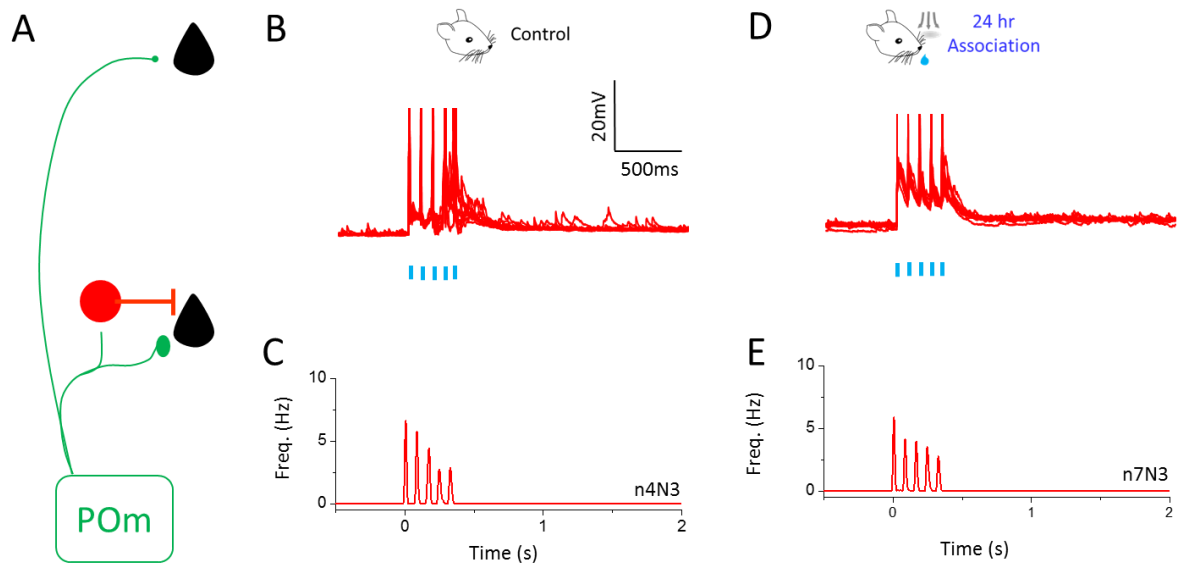 A
POm
B
Control
20mV
500ms
C
10
5
0
Freq. (Hz)
n4N3
0
1
2
Time (s)
D
24 hr
Association
E
10
5
0
Freq. (Hz)
n7N3
0
1
2
Time (s)